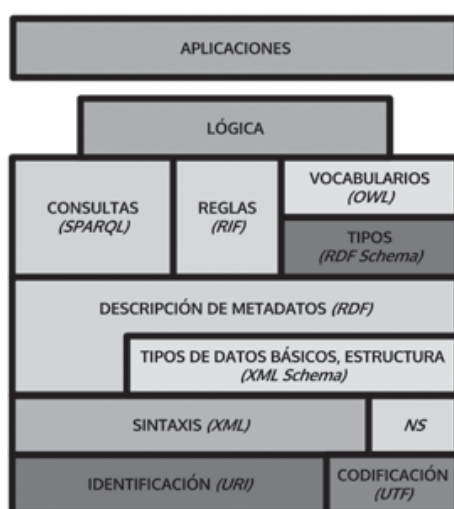 APLICACIONES
LÓGICA
CONSULTAS
(SPARQL)
REGLAS
(RIF)
VOCABULARIOS
(OWL)
TIPOS
(RDF Schema)
DESCRIPCIÓN DE METADATOS (RDF)
TIPOS DE DATOS BÁSICOS, ESTRUCTURA
(XML Schema)
SINTAXIS (XML)
NS
IDENTIFICACIÓN (URI)
CODIFICACIÓN
(UTF)